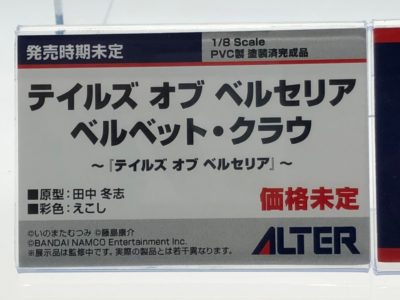 発売時期未定
1/8 Scale
PVC製 塗装済完成品
テイルズ オブ ベルセリア
ベルベット・クラウ
～『テイルズ オブ ベルセリア』～
■原型：田中 冬志
■彩色：えこし
価格未定
©いのまたむつみ ©藤島康介
©BANDAI NAMCO Entertainment Inc.
※展示品は監修中です。実際の製品とは若干異なります。
ALTER